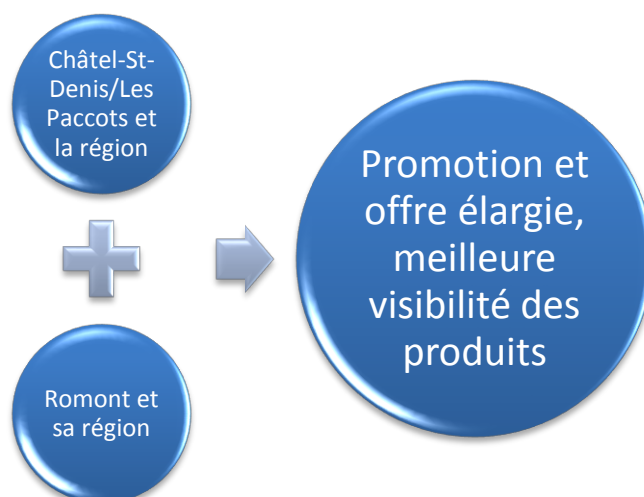 Châtel-St-
Denis/Les
Paccots et
la région
Romont et
sa région
Promotion et
offre élargie,
meilleure
visibilité des
produits